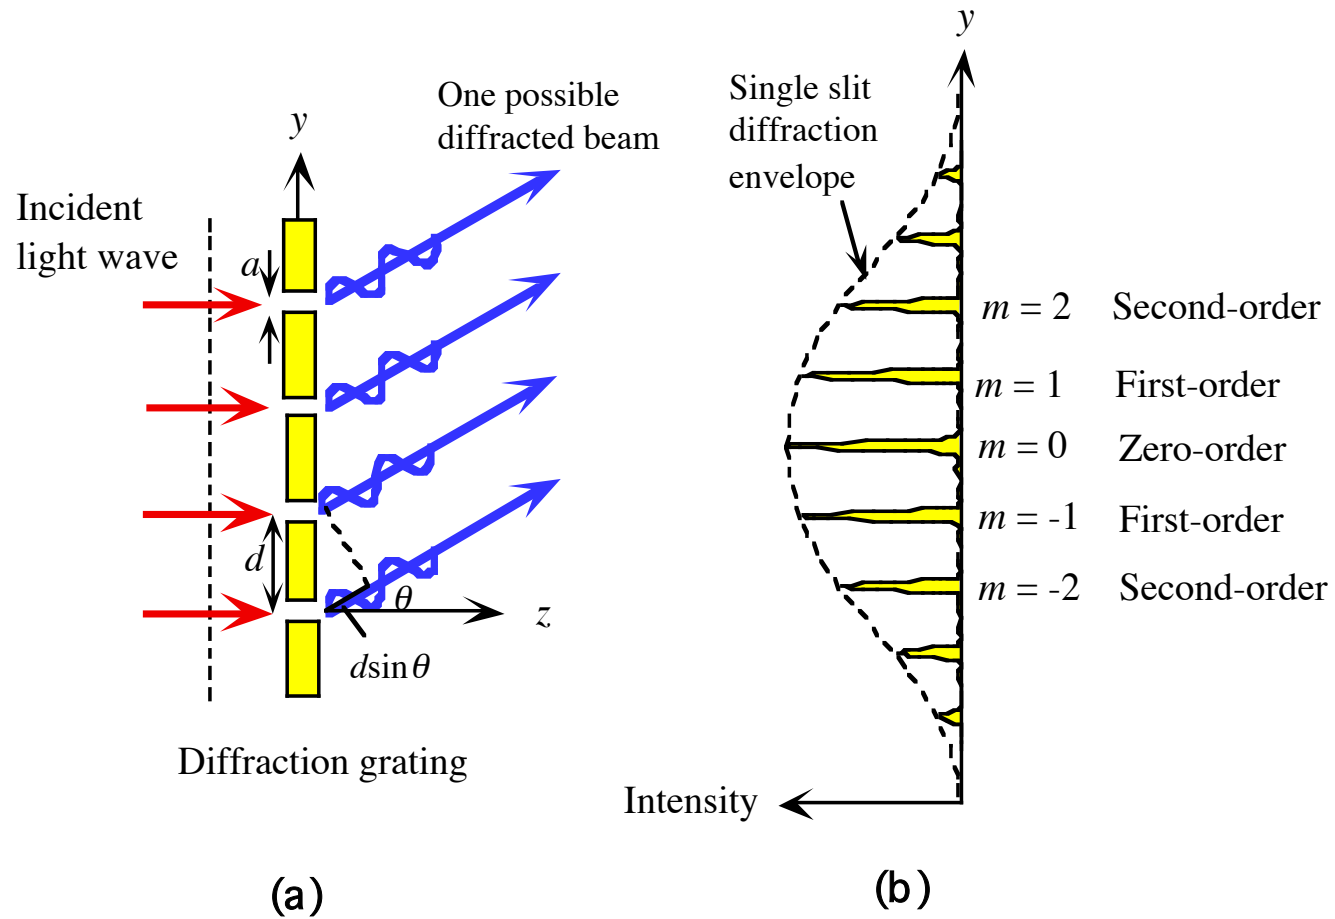 y
One possible
diffracted beam
Incident
light wave
a
d
θ
z
dsinθ
Diffraction grating
(a)
y
Single slit
diffraction
envelope
m = 2 Second-order
m = 1 First-order
m = 0 Zero-order
m = -1 First-order
m = -2 Second-order
Intensity
(b)